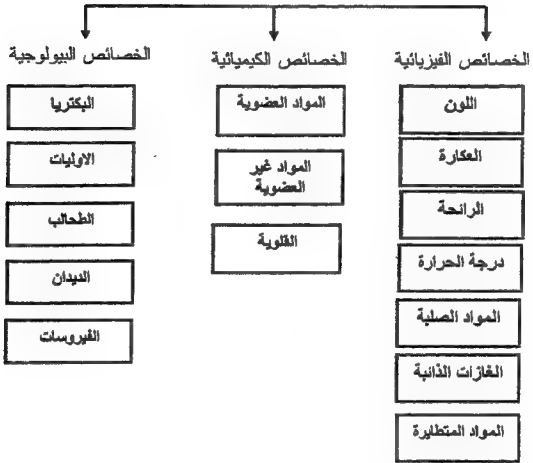 الخصائص الفيزيائية
اللون
العكارة
الرائحة
درجة الحرارة
المواد الصلبة
الغازات الذائبة
المواد المتطايرة
الخصائص الكيميائية
المواد العضوية
المواد غير
العضوية
القلوية
الخصائص البيولوجية
البكتريا
الاوليات
الطحالب
الديدان
الفيروسات